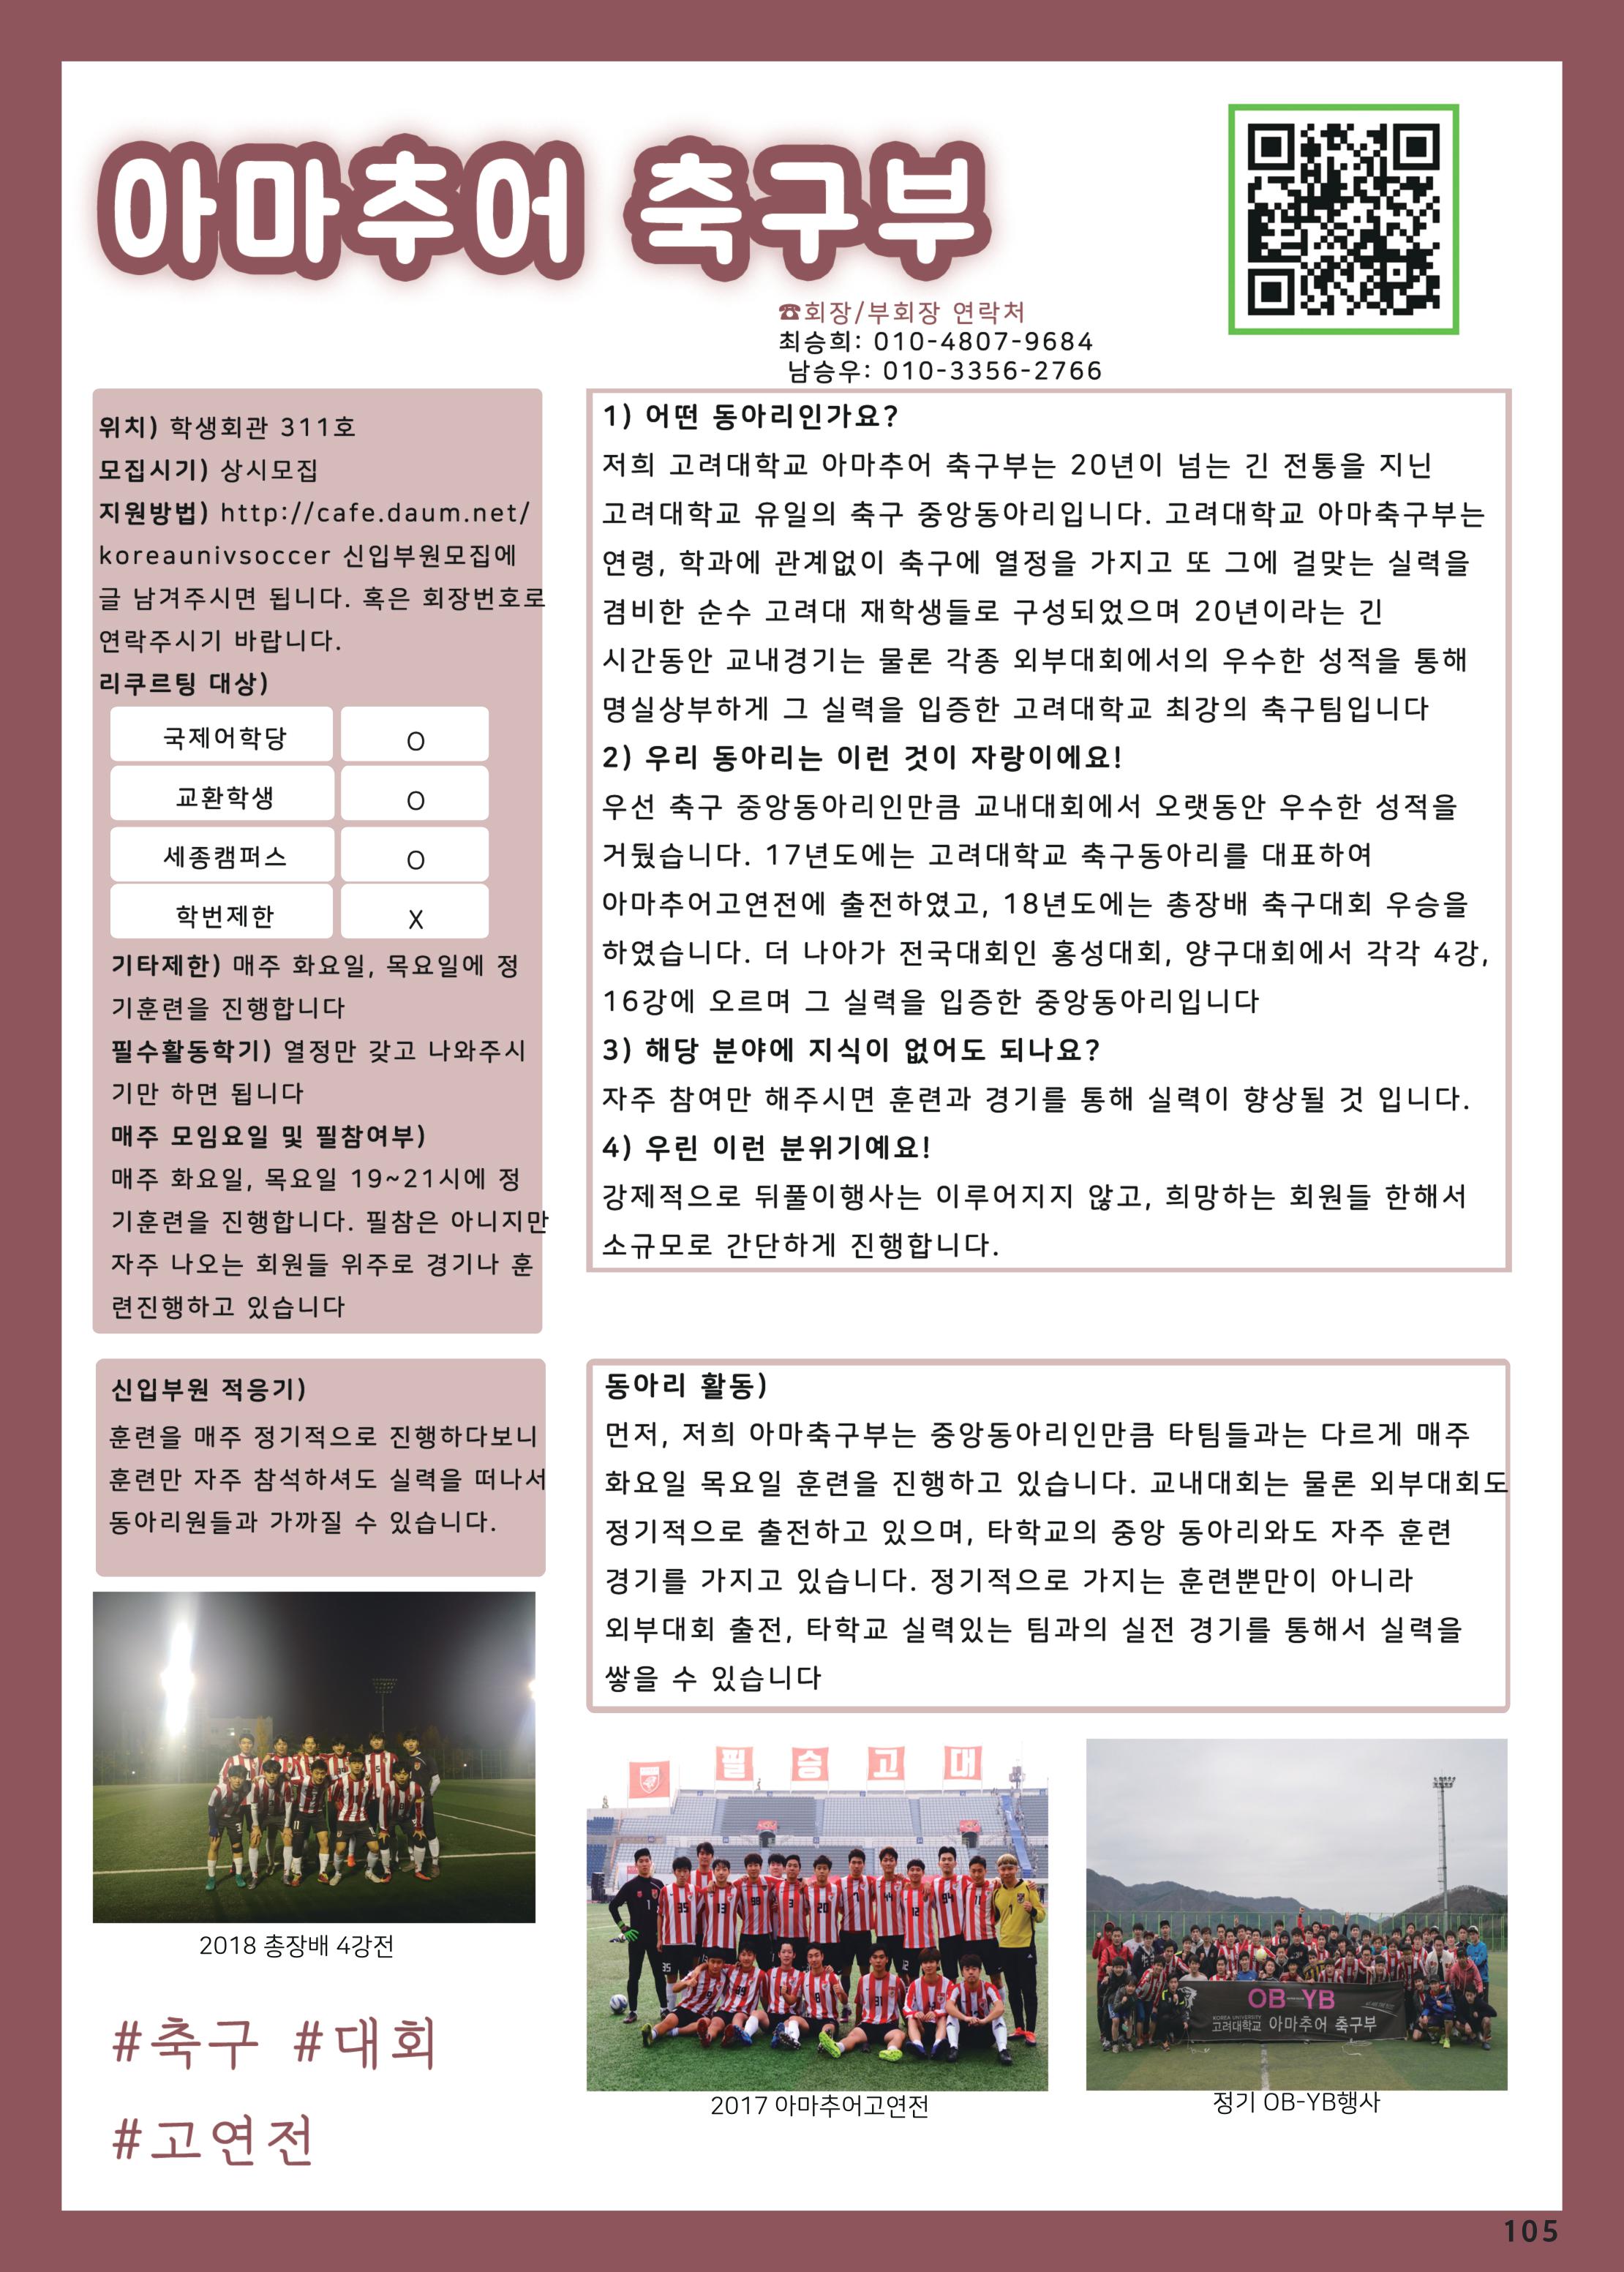 아마추어 축구부
☎회장/부회장 연락처
최승희: 010-4807-9684
남승우: 010-3356-2766
위치) 학생회관 311호
모집시기) 상시모집
지원방법) http://cafe.daum.net/
koreaunivsoccer 신입부원모집에
글 남겨주시면 됩니다. 혹은 회장번호로
연락주시기 바랍니다.
리쿠르팅 대상)
국제어학당 O
교환학생 O
세종캠퍼스 O
학번제한 X
기타제한) 매주 화요일, 목요일에 정
기훈련을 진행합니다
필수활동학기) 열정만 갖고 나와주시
기만 하면 됩니다
매주 모임요일 및 필참여부)
매주 화요일, 목요일 19~21시에 정
기훈련을 진행합니다. 필참은 아니지만
자주 나오는 회원들 위주로 경기나 훈
련진행하고 있습니다
1) 어떤 동아리인가요?
저희 고려대학교 아마추어 축구부는 20년이 넘는 긴 전통을 지닌
고려대학교 유일의 축구 중앙동아리입니다. 고려대학교 아마축구부는
연령, 학과에 관계없이 축구에 열정을 가지고 또 그에 걸맞는 실력을
겸비한 순수 고려대 재학생들로 구성되었으며 20년이라는 긴
시간동안 교내경기는 물론 각종 외부대회에서의 우수한 성적을 통해
명실상부하게 그 실력을 입증한 고려대학교 최강의 축구팀입니다
2) 우리 동아리는 이런 것이 자랑이에요!
우선 축구 중앙동아리인만큼 교내대회에서 오랫동안 우수한 성적을
거뒀습니다. 17년도에는 고려대학교 축구동아리를 대표하여
아마추어고연전에 출전하였고, 18년도에는 총장배 축구대회 우승을
하였습니다. 더 나아가 전국대회인 홍성대회, 양구대회에서 각각 4강,
16강에 오르며 그 실력을 입증한 중앙동아리입니다
3) 해당 분야에 지식이 없어도 되나요?
자주 참여만 해주시면 훈련과 경기를 통해 실력이 향상될 것 입니다.
4) 우린 이런 분위기예요!
강제적으로 뒤풀이행사는 이루어지지 않고, 희망하는 회원들 한해서
소규모로 간단하게 진행합니다.
신입부원 적응기)
훈련을 매주 정기적으로 진행하다보니
훈련만 자주 참석하셔도 실력을 떠나서
동아리원들과 가까질 수 있습니다.
동아리 활동)
먼저, 저희 아마축구부는 중앙동아리인만큼 타팀들과는 다르게 매주
화요일 목요일 훈련을 진행하고 있습니다. 교내대회는 물론 외부대회도
정기적으로 출전하고 있으며, 타학교의 중앙 동아리와도 자주 훈련
경기를 가지고 있습니다. 정기적으로 가지는 훈련뿐만이 아니라
외부대회 출전, 타학교 실력있는 팀과의 실전 경기를 통해서 실력을
쌓을 수 있습니다
2018 총장배 4강전
#축구 #대회
#고연전
필승고대
2017 아마추어고연전
OB YB
KOREA UNIVERSITY
고려대학교 아마추어 축구부
정기 OB-YB행사
105